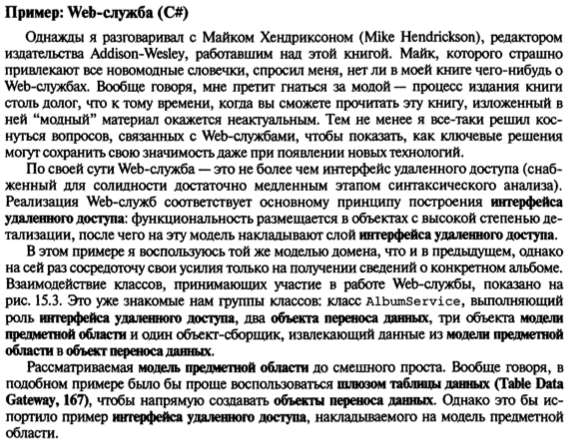 Пример: Web-служба (C#)
Однажды я разговаривал с Майком Хендриксоном (Mike Hendrickson), редактором
издательства Addison-Wesley, работавшим над этой книгой. Майк, которого страшно
привлекают все новомодные словечки, спросил меня, нет ли в моей книге чего-нибудь о
Web-службах. Вообще говоря, мне претит гнаться за модой — процесс издания книги
столь долог, что к тому времени, когда вы сможете прочитать эту книгу, изложенный в
ней “модный” материал окажется неактуальным. Тем не менее я все-таки решил кос-
нуться вопросов, связанных с Web-службами, чтобы показать, как ключевые решения
могут сохранить свою значимость даже при появлении новых технологий.
По своей сути Web-служба — это не более чем интерфейс удаленного доступа (снаб-
женный для солидности достаточно медленным этапом синтаксического анализа).
Реализация Web-служб соответствует основному принципу построения интерфейса
удаленного доступа: функциональность размещается в объектах с высокой степенью де-
тализации, после чего на эту модель накладывают слой интерфейса удаленного доступа.
В этом примере я воспользуюсь той же моделью домена, что и в предыдущем, однако
на сей раз сосредоточу свои усилия только на получении сведений о конкретном альбоме.
Взаимодействие классов, принимающих участие в работе Web-службы, показано на
рис. 15.3. Это уже знакомые нам группы классов: класс AlbumService, выполняющий
роль интерфейса удаленного доступа, два объекта переноса данных, три объекта модели
предметной области и один объект-сборщик, извлекающий данные из модели предметной
области в объект переноса данных.
Рассматриваемая модель предметной области до смешного проста. Вообще говоря, в
подобном примере было бы проще воспользоваться шлюзом таблицы данных (Table Data
Gateway, 167), чтобы напрямую создавать объекты переноса данных. Однако это бы ис-
портило пример интерфейса удаленного доступа, накладываемого на модель предметной
области.